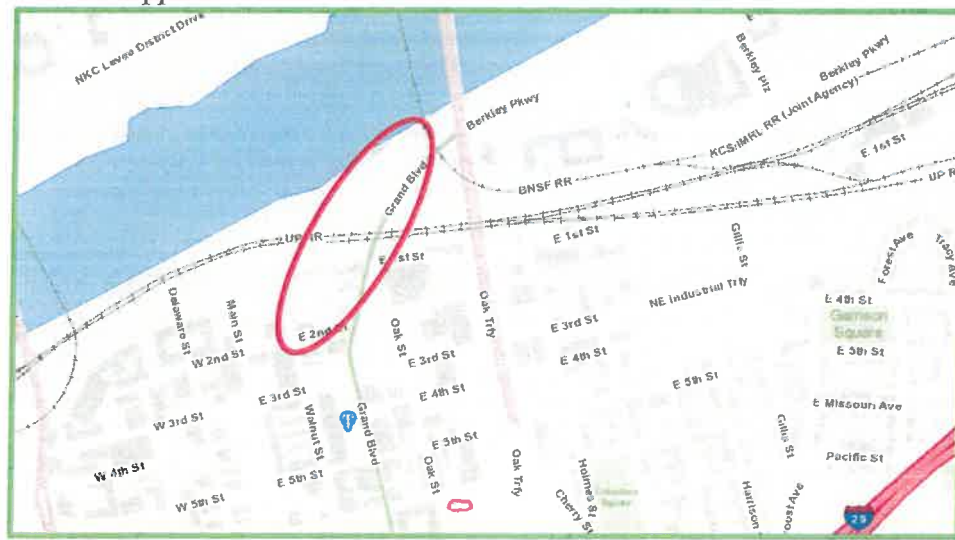 NKC Levee District Drive
Berkley Plz
Berkley Pkwy
Berkley Pkwy
KCS/IMRL RR (Joint Agency)
E 1st St
BNSF RR
UP R
Grand Blvd
UP RR
E 1st St
st St
Gillis St
Forest Ave
Tracy Ave
NE Industrial Trfy
Delaware St
Main St
E 2nd St
W 2nd St
Oak St
Oak Trfy
E 3rd St
E 4th St
Garrison
Square
E 3rd St
E 4th St
E 5th St
E 5th St
E 3rd St
E 4th St
E Missouri Ave
W 3rd St
Walnut St
Grand Blvd
E 5th St
Gillis St
Pacific St
W 4th St
E 5th St
Oak St
Oak Trfy
Holmes St
Cherry St
W 5th St
Harrison
oust Ave
29